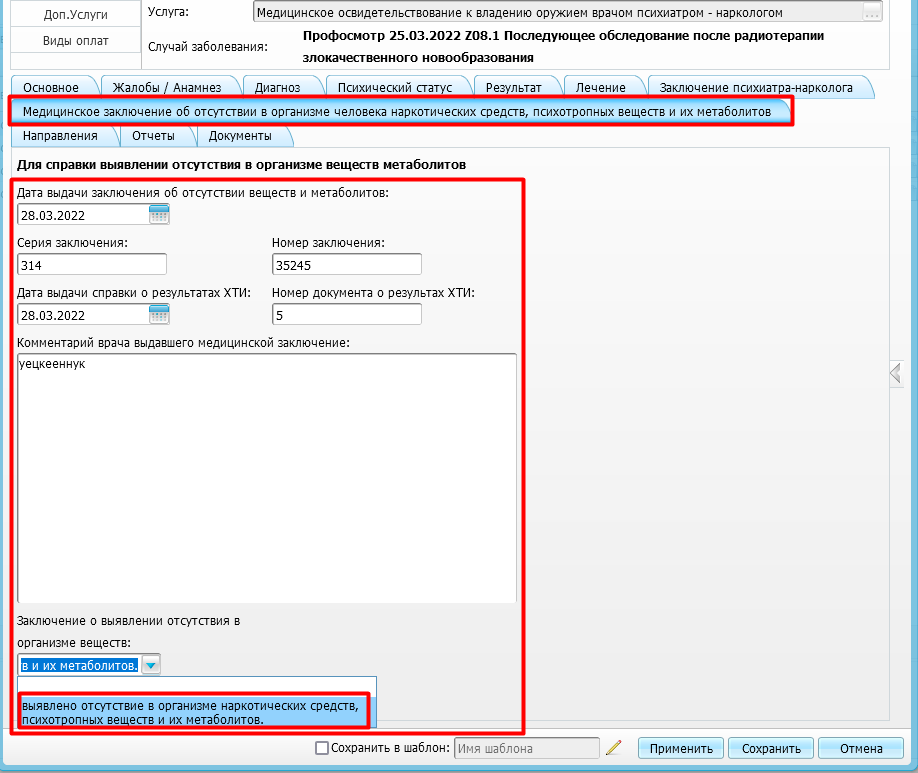 Доп.Услуги
Виды оплат
Услуга:
Медицинское освидетельствование к владению оружием врачом психиатром - наркологом
...
Случай заболевания:
Профосмотр 25.03.2022 Z08.1 Последующее обследование после радиотерапии
злокачественного новообразования
Основное
Жалобы / Анамнез
Диагноз
Психический статус
Результат
Лечение
Заключение психиатра-нарколога
Медицинское заключение об отсутствии в организме человека наркотических средств, психотропных веществ и их метаболитов
Направления
Отчеты
Документы
Для справки выявлении отсутствия в организме веществ метаболитов
Дата выдачи заключения об отсутствии веществ и метаболитов:
28.03.2022
Серия заключения:
Номер заключения:
314
35245
Дата выдачи справки о результатах ХТИ:
Номер документа о результах ХТИ:
28.03.2022
5
Комментарий врача выдавшего медицинской заключение:
уецкееннук
Заключение о выявлении отсутствия в
организме веществ:
в и их метаболитов.
выявлено отсутствие в организме наркотических средств,
психотропных веществ и их метаболитов.
Сохранить в шаблон:
Имя шаблона
Применить
Сохранить
Отмена